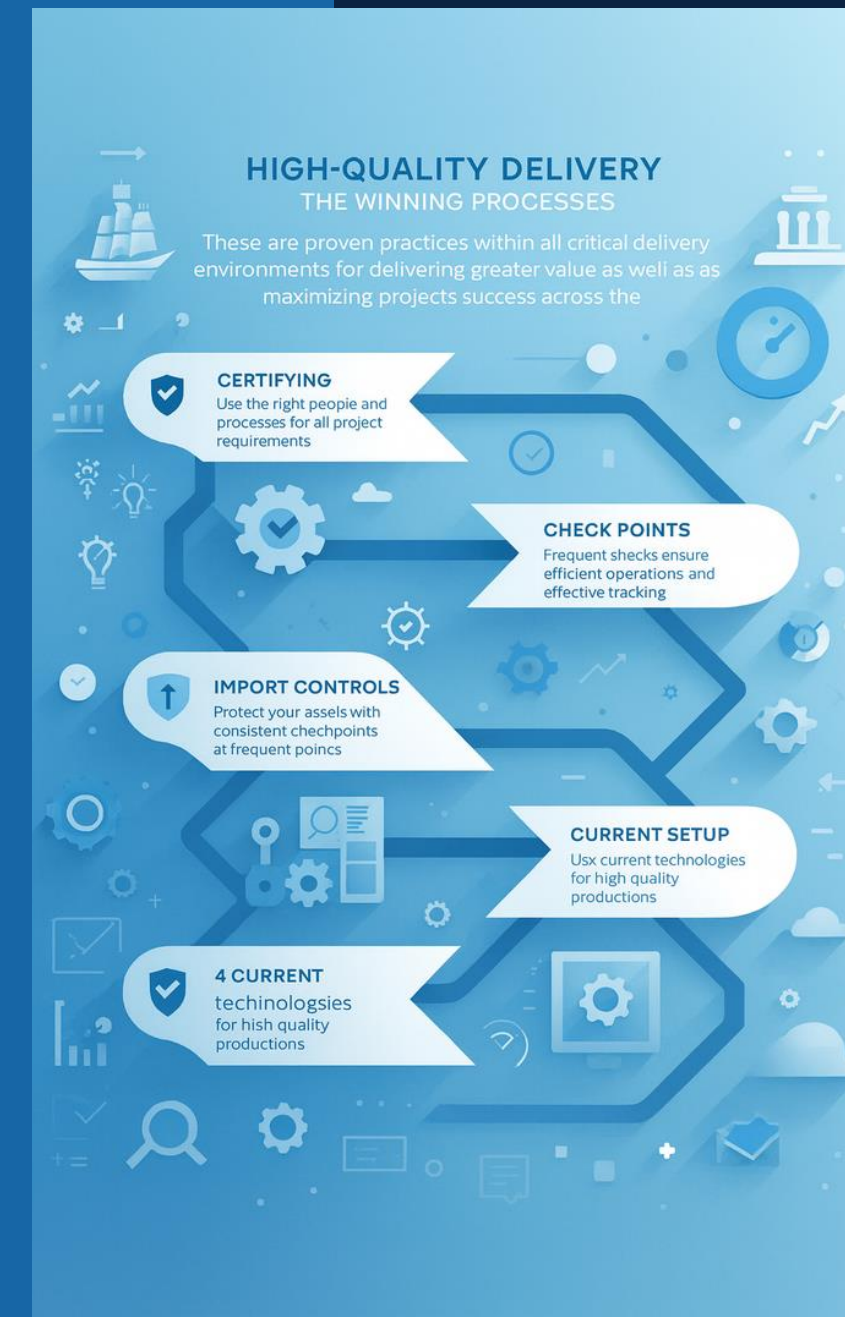 HIGH-QUALITY DELIVERY
THE WINNING PROCESSES
These are proven practices within all critical delivery
environments for delivering greater value as weli as as
maximizing projects success across the
CERTIFYING
Use the right peopie and
processes for all project
requirements
CHECK POINTS
Frequent shecks ensure
efficient operations and
effective tracking
IMPORT CONTROLS
Protect your assels with
consistent chechpoints
at frequent poincs
CURRENT SETUP
Usx current technologies
for high quality
productions
4 CURRENT
techinologsies
for hish quality
productions